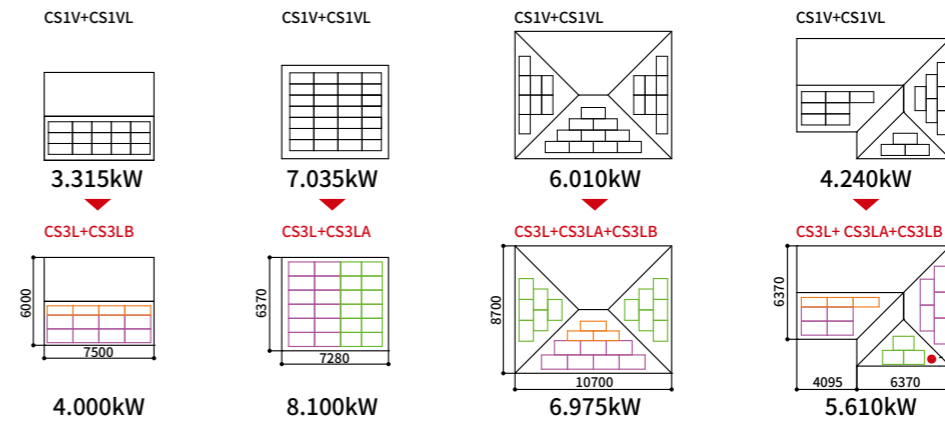 CS1V+CS1VL CS1V+CS1VL CS1V+CS1VL CS1V+CS1VL
3.315kW 7.035kW 6.010kW 4.240kW
CS3L+CS3LB CS3L+CS3LA CS3L+CS3LA+CS3LB CS3L+ CS3LA+CS3LB
6000 6370 8700 6370
7500 7280 10700 4095 6370
4.000kW 8.100kW 6.975kW 5.610kW